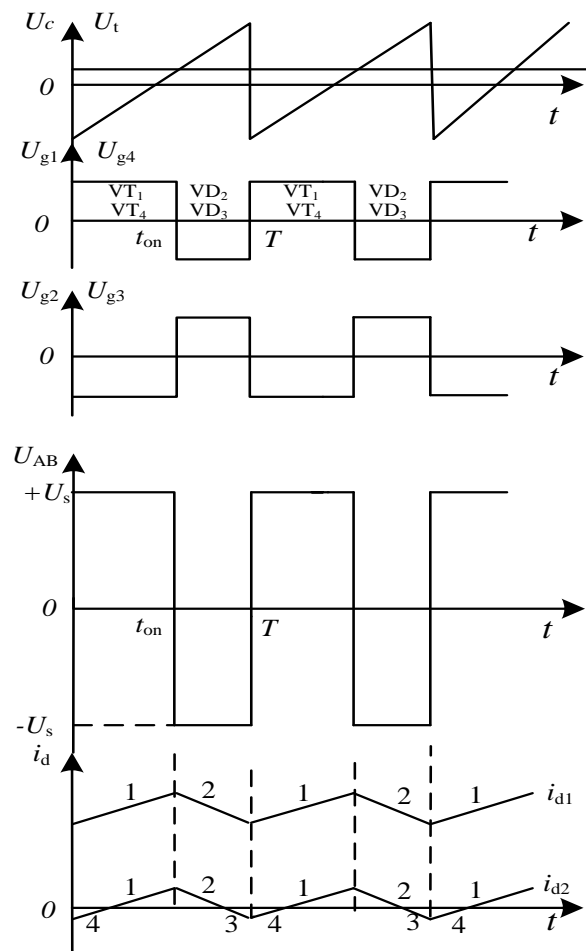 Uc Ut
0
t
Ug1 Ug4
VT1 VD2 VT1 VD2
VT4 VD3 VT4 VD3
0
ton T t
Ug2 Ug3
0
t
UAB
+Us
0
ton T t
-Us
id
1 2 1 2 1 id1
1 2 1 2 1 id2
0
4 3 4 3 4 t